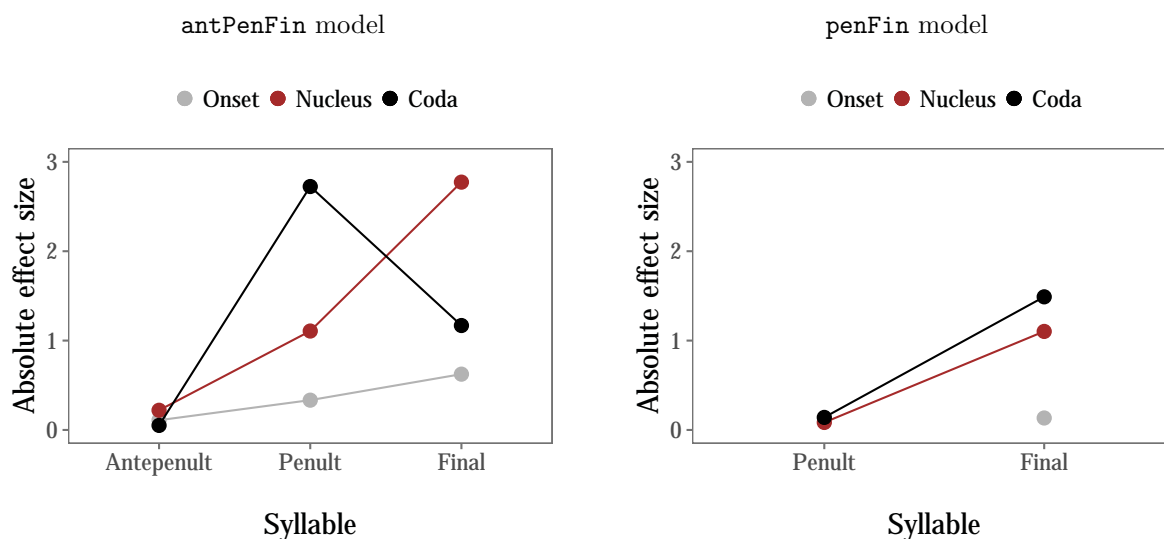 antPenFin model
Onset Nucleus Coda
Absolute effect size
3
2
1
0
Antepenult Penult Final
Syllable
penFin model
Onset Nucleus Coda
Absolute effect size
3
2
1
0
Penult Final
Syllable